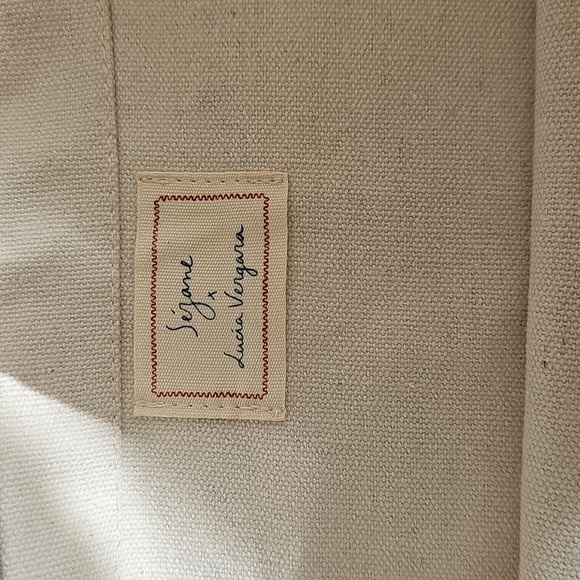 Sézane
x
Lucia Vergara